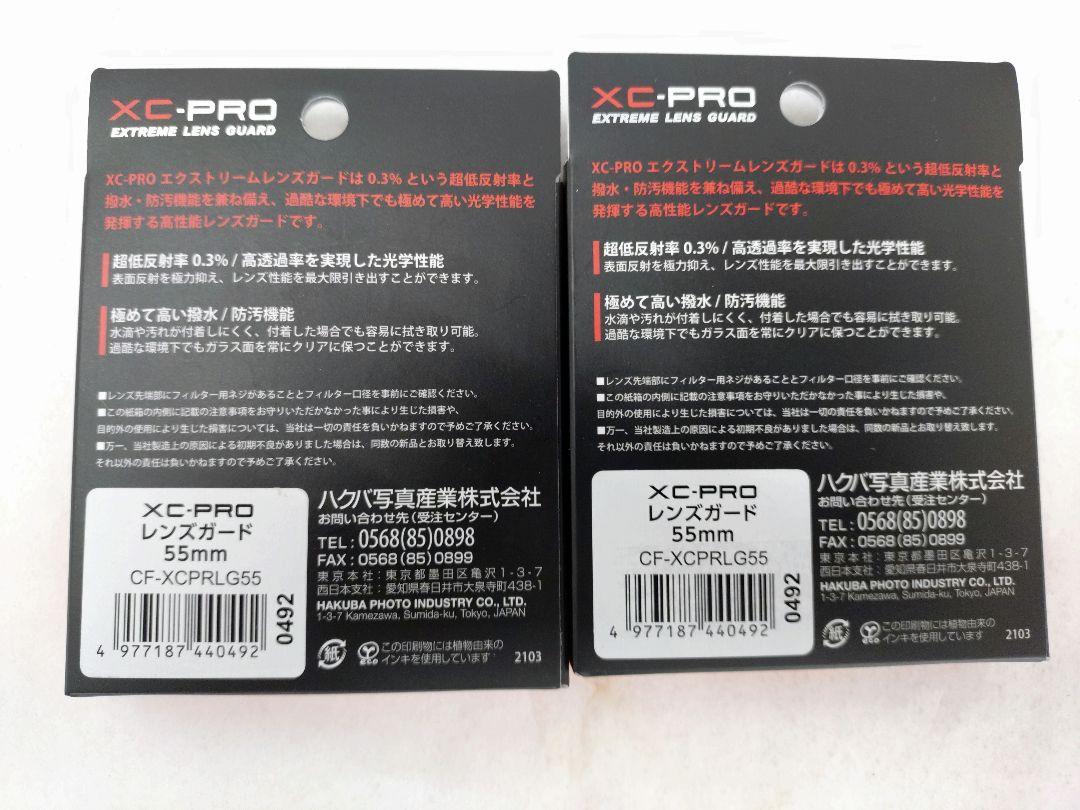 XC-PRO
EXTREME LENS GUARD
XC-PRO エクストリームレンズガードは 0.3% という超低反射率と
撥水・防汚機能を兼ね備え、過酷な環境下でも極めて高い光学性能を
発揮する高性能レンズガードです。
超低反射率 0.3% / 高透過率を実現した光学性能
表面反射を極力抑え、レンズ性能を最大限引き出すことができます。
極めて高い撥水 / 防汚機能
水滴や汚れが付着しにくく、付着した場合でも容易に拭き取り可能。
過酷な環境下でもガラス面を常にクリアに保つことができます。
■レンズ先端部にフィルター用ネジがあることとフィルター口径を事前にご確認ください。
■この紙箱の内側に記載の注意事項をお守りいただかなかった事により生じた損害や、
目的外の使用により生じた損害については、当社は一切の責任を負いかねますので予めご了承ください。
■万一、当社製造上の原因による初期不良がありました場合は、同数の新品とお取り替え致します。
それ以外の責任は負いかねますので予めご了承ください。
XC-PRO
レンズガード
55mm
CF-XCPRLG55
4 977187 440492
0492
ハクバ写真産業株式会社
お問い合わせ先(受注センター)
TEL : 0568(85)0898
FAX : 0568(85)0899
東京本社：東京都墨田区亀沢1-3-7
西日本支社：愛知県春日井市大泉寺町438-1
HAKUBA PHOTO INDUSTRY CO., LTD.
1-3-7 Kamezawa, Sumida-ku, Tokyo, JAPAN
紙
この印刷物には植物由来の
インキを使用しています
2103
XC-PRO
EXTREME LENS GUARD
XC-PRO エクストリームレンズガードは 0.3% という超低反射率と
撥水・防汚機能を兼ね備え、過酷な環境下でも極めて高い光学性能を
発揮する高性能レンズガードです。
超低反射率 0.3% / 高透過率を実現した光学性能
表面反射を極力抑え、レンズ性能を最大限引き出すことができます。
極めて高い撥水 / 防汚機能
水滴や汚れが付着しにくく、付着した場合でも容易に拭き取り可能。
過酷な環境下でもガラス面を常にクリアに保つことができます。
■レンズ先端部にフィルター用ネジがあることとフィルター口径を事前にご確認ください。
■この紙箱の内側に記載の注意事項をお守りいただかなかった事により生じた損害や、
目的外の使用により生じた損害については、当社は一切の責任を負いかねますので予めご了承ください。
■万一、当社製造上の原因による初期不良がありました場合は、同数の新品とお取り替え致します。
それ以外の責任は負いかねますので予めご了承ください。
XC-PRO
レンズガード
55mm
CF-XCPRLG55
4 977187 440492
0492
ハクバ写真産業株式会社
お問い合わせ先(受注センター)
TEL : 0568(85)0898
FAX : 0568(85)0899
東京本社：東京都墨田区亀沢1-3-7
西日本支社：愛知県春日井市大泉寺町438-1
HAKUBA PHOTO INDUSTRY CO., LTD.
1-3-7 Kamezawa, Sumida-ku, Tokyo, JAPAN
紙
この印刷物には植物由来の
インキを使用しています
2103